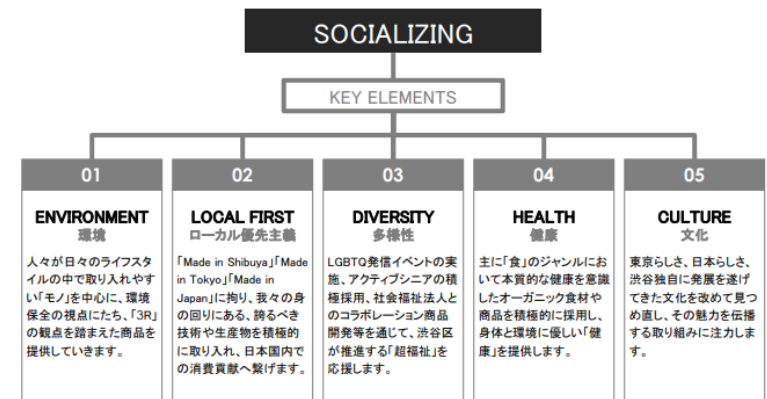 SOCIALIZING
KEY ELEMENTS
01
ENVIRONMENT
環境
人々が日々のライフス
タイルの中で取り入れやす
い「モノ」を中心に、環境
保全の視点にたち、「3R」
の観点を踏まえた商品を
提供していきます。
02
LOCAL FIRST
ローカル優先主義
「Made in Shibuya」「Made
in Tokyo」「Made in
Japan」に拘り、我々の身
の回りにある、誇るべき
技術や生産物を積極的
に取り入れ、日本国内で
の消費貢献へ繋げます。
03
DIVERSITY
多様性
LGBTQ発信イベントの実
施、アクティブシニアの積
極採用、社会福祉法人と
のコラボレーション商品
開発等を通じて、渋谷区
が推進する「超福祉」を
応援します。
04
HEALTH
健康
主に「食」のジャンルにお
いて本質的な健康を意識
したオーガニック食材や
商品を積極的に採用し、
身体と環境に優しい「健
康」を提供します。
05
CULTURE
文化
東京らしさ、日本らしさ、
渋谷独自に発展を遂げ
てきた文化を改めて見つ
め直し、その魅力を伝播
する取り組みに注力しま
す。